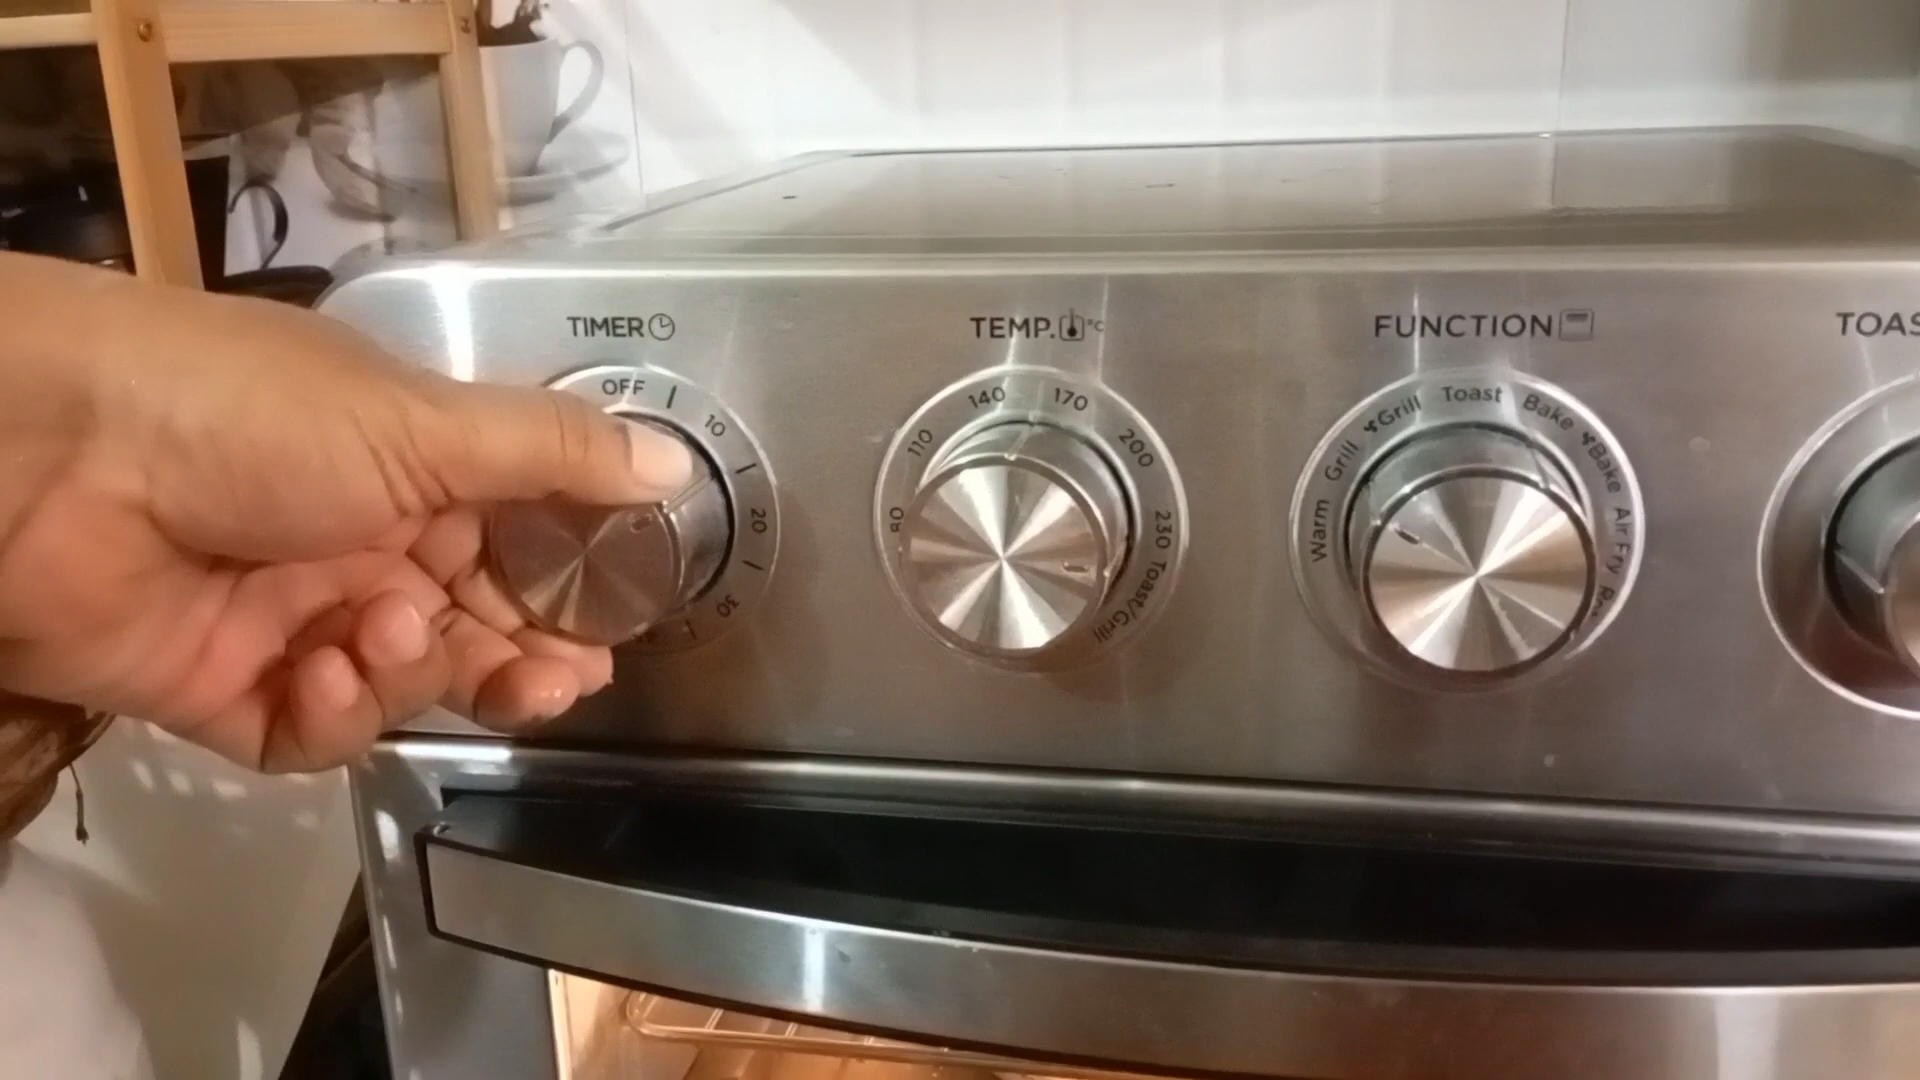 TIMER
TEMP. °C
FUNCTION
OFF
10
20
30
80
110
140
170
200
230
Toast/Grill
Warm
Grill
Grill
Toast
Bake
Bake
Air Fry